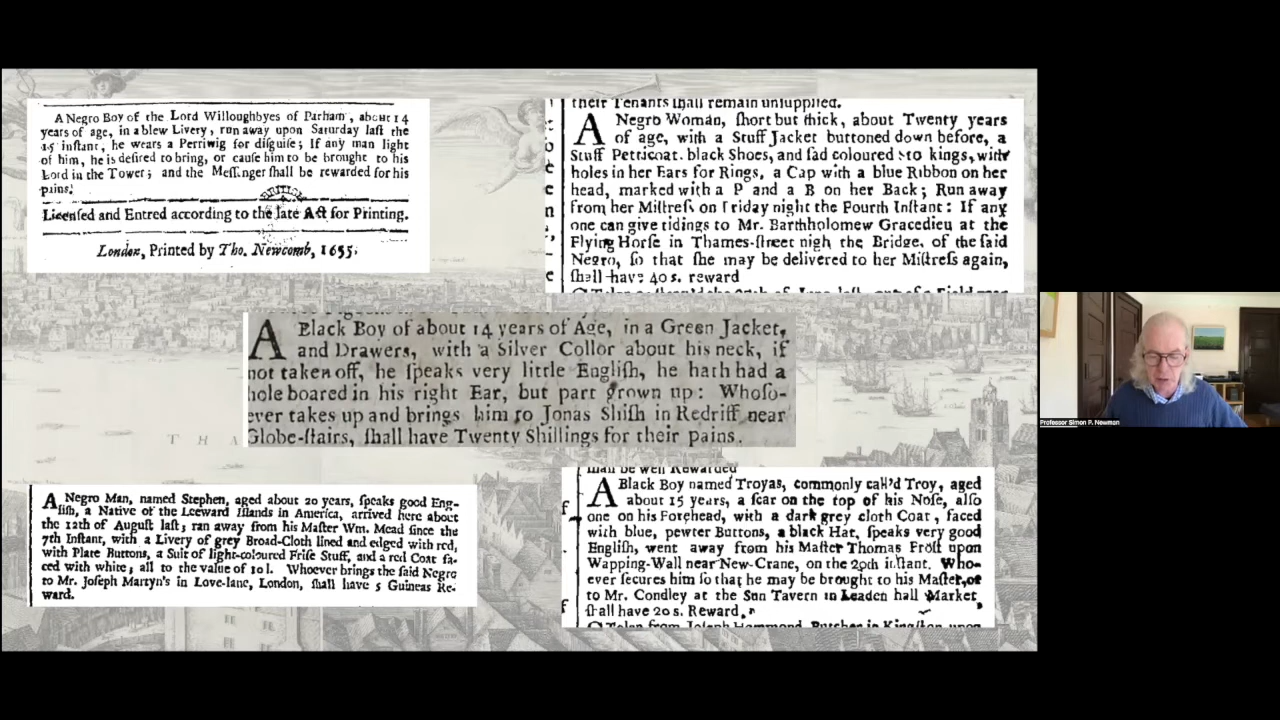 A Negro Boy of the Lord Willoughbyes of Parham, about 14
years of age, in a blew Livery, run away upon Saturday laſt the
15 inſtant, he wears a Perriwig for diſguiſe; If any man light
of him, he is deſired to bring, or cauſe him to be brought to his
Lord in the Tower; and the Meſſinger ſhall be rewarded for his
pains.
Licenſed and Entred according to the late Act for Printing.
London, Printed by Tho. Newcomb, 1655.
their Tenants ſhall remain unſupplied.
A Negro Woman, ſhort but thick, about Twenty years
of age, with a Stuff Jacket buttoned down before, a
Stuff Petticoat. black Shoes, and ſad coloured kings, with
holes in her Ears for Rings, a Cap with a blue Ribbon on her
head, marked with a P and a B on her Back; Run away
from her Miſtreſs on Friday night the Fourth Inſtant: If any
one can give tidings to Mr. Barthholomew Gracedieu at the
Flying Horſe in Thames-ſtreet nigh the Bridge, of the ſaid
Negro, ſo that ſhe may be delivered to her Miſtreſs again,
ſhall have 40 s. reward
A Black Boy of about 14 years of Age, in a Green Jacket,
and Drawers, with a Silver Collor about his neck, if
not taken off, he ſpeaks very little Engliſh, he hath had a
hole boared in his right Ear, but part grown up: Whoſo-
ever takes up and brings him to Jonas Shiſh in Redriff near
Globe-ſtairs, ſhall have Twenty Shillings for their pains.
A Negro Man, named Stephen, aged about 20 years, ſpeaks good Eng-
liſh, a Native of the Leeward Iſlands in America, arrived here about
the 12th of Auguſt laſt; ran away from his Maſter Wm. Mead ſince the
7th Inſtant, with a Livery of grey Broad-Cloth lined and edged with red,
with Plate Buttons, a Suit of light-coloured Friſe Stuff, and a red Coat fa-
ced with white; all to the value of 10 l. Whoever brings the ſaid Negro
to Mr. Joſeph Martyn's in Love-lane, London, ſhall have 5 Guineas Re-
ward.
ſhall be well Rewarded
A Black Boy named Troyas, commonly call'd Troy, aged
about 15 years, a ſcar on the top of his Noſe, alſo
one on his Forehead, with a dark grey cloth Coat, faced
with blue, pewter Buttons, a black Hat, ſpeaks very good
Engliſh, went away from his Maſter Thomas Froſt upon
Wapping-Wall near New-Crane, on the 29th inſtant. Who-
ever ſecures him ſo that he may be brought to his Maſter, or
to Mr. Condley at the Sun Tavern in Leaden hall Market
ſhall have 20 s. Reward.
Stolen from Joſeph Hammond, Butcher in Kingſton upon
T H A
Professor Simon P. Newman